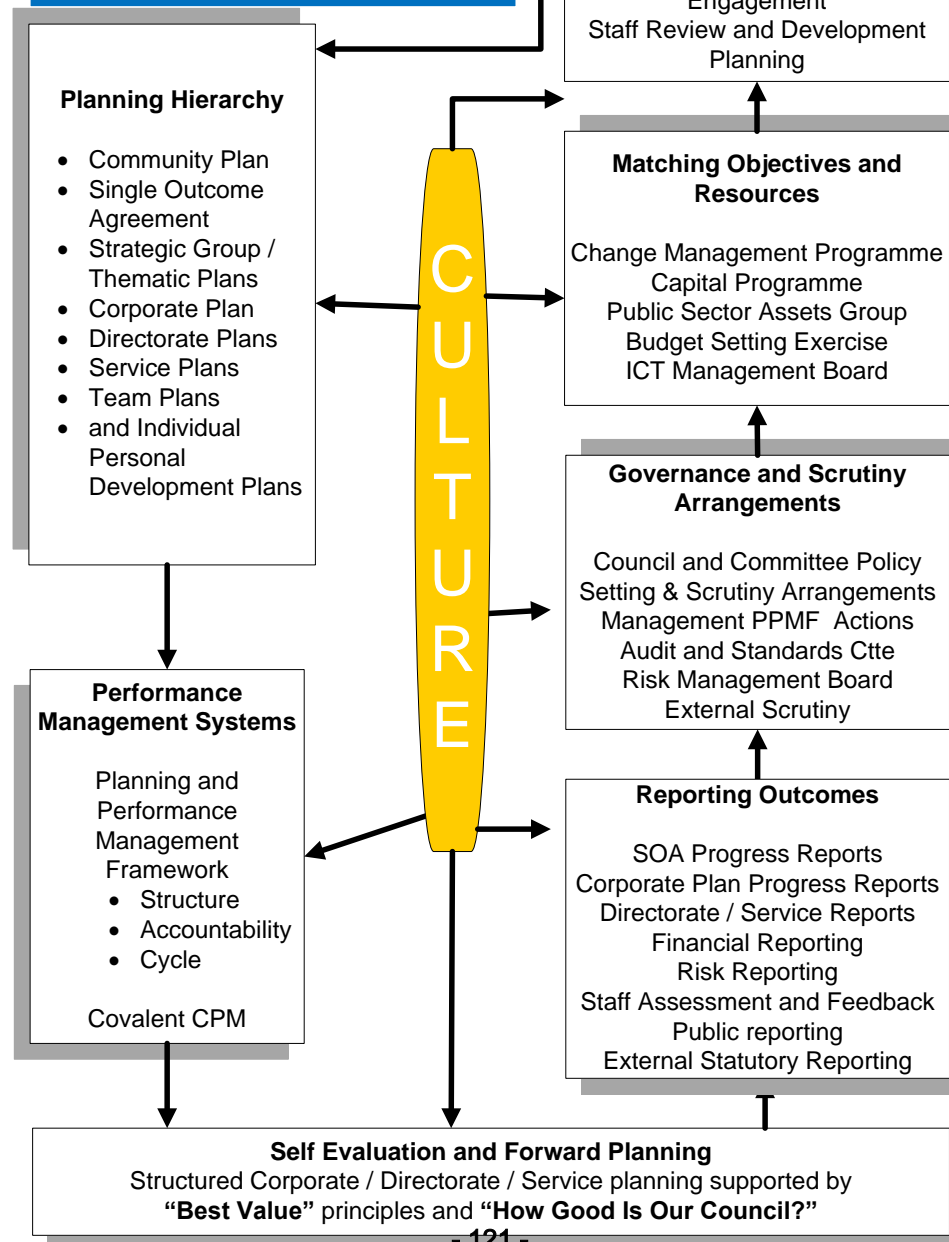 Engagement
Staff Review and Development
Planning
Planning Hierarchy
• Community Plan
• Single Outcome
Agreement
• Strategic Group /
Thematic Plans
• Corporate Plan
• Directorate Plans
• Service Plans
• Team Plans
• and Individual
Personal
Development Plans
CULTURE
Matching Objectives and
Resources
Change Management Programme
Capital Programme
Public Sector Assets Group
Budget Setting Exercise
ICT Management Board
Governance and Scrutiny
Arrangements
Council and Committee Policy
Setting & Scrutiny Arrangements
Management PPMF Actions
Audit and Standards Ctte
Risk Management Board
External Scrutiny
Performance
Management Systems
Planning and
Performance
Management
Framework
• Structure
• Accountability
• Cycle
Covalent CPM
Reporting Outcomes
SOA Progress Reports
Corporate Plan Progress Reports
Directorate / Service Reports
Financial Reporting
Risk Reporting
Staff Assessment and Feedback
Public reporting
External Statutory Reporting
Self Evaluation and Forward Planning
Structured Corporate / Directorate / Service planning supported by
“Best Value” principles and “How Good Is Our Council?”
- 121 -